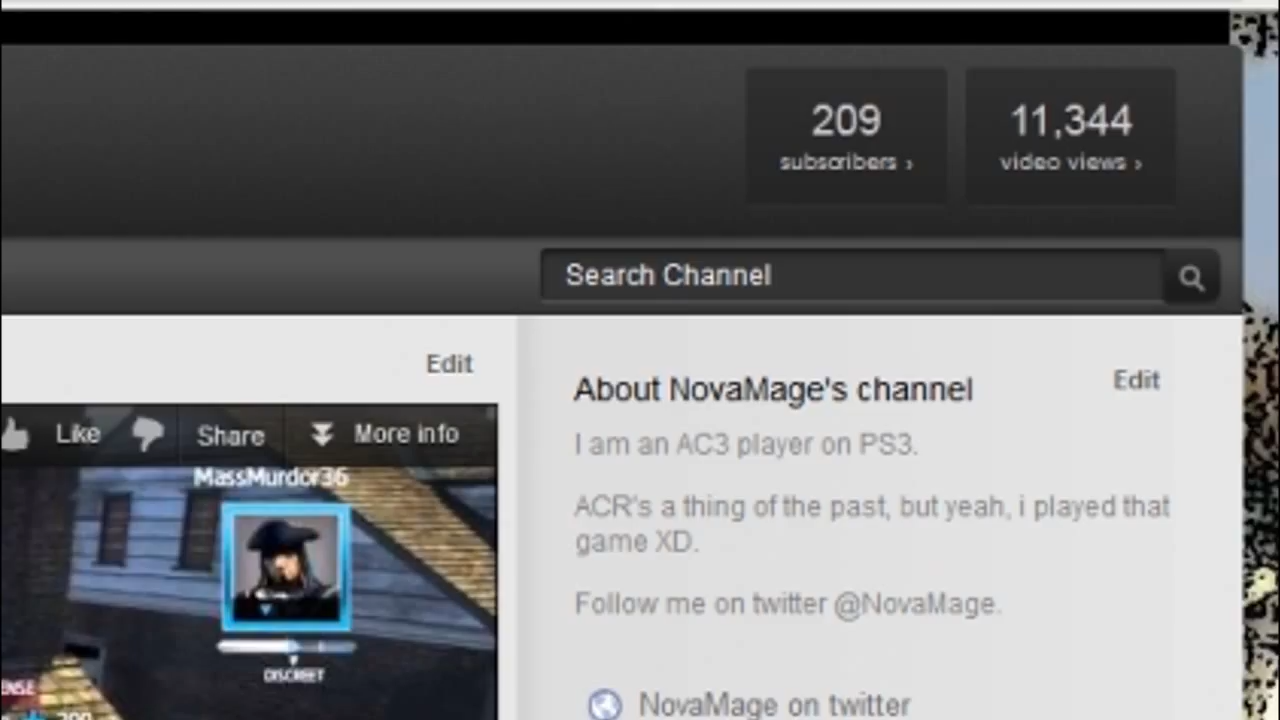 209
subscribers ›
11,344
video views ›
Search Channel
Edit
About NovaMage's channel
Edit
Like
Share
More info
I am an AC3 player on PS3.
MassMurdor36
ACR's a thing of the past, but yeah, i played that
game XD.
Follow me on twitter @NovaMage.
DISCREET
NovaMage on twitter